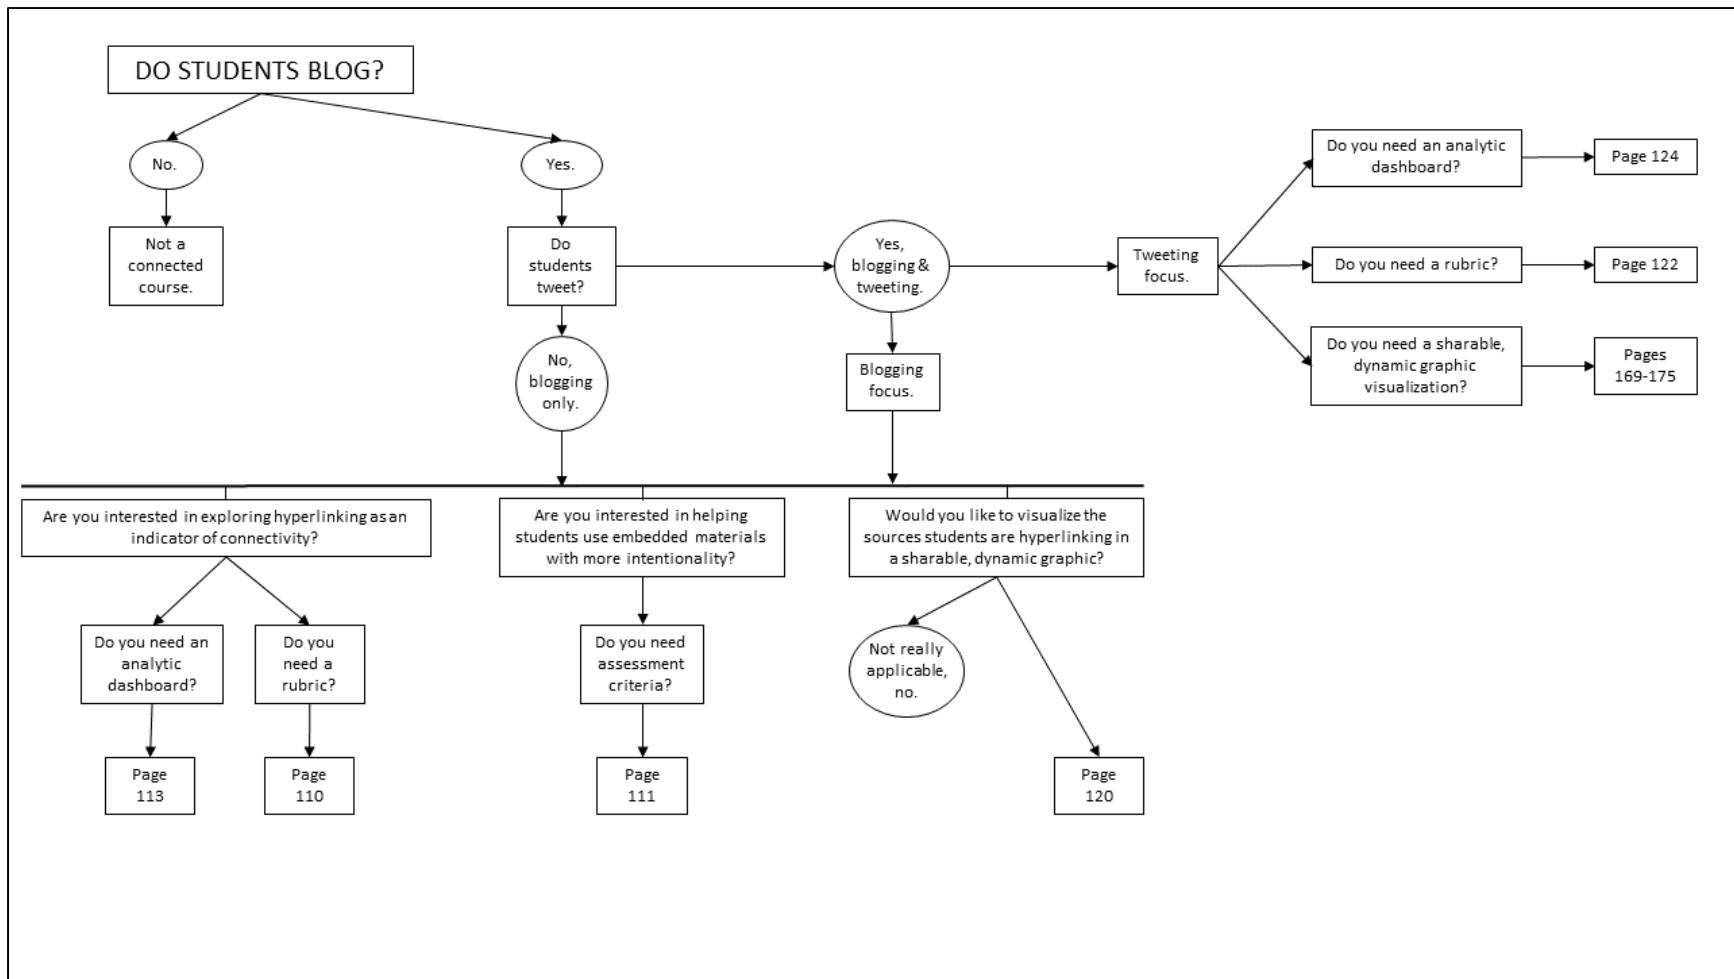 DO STUDENTS BLOG?
No.
Yes.
Not a
connected
course.
Do
students
tweet?
Yes,
blogging &
tweeting.
Tweeting
focus.
Do you need an analytic
dashboard?
Page 124
Do you need a rubric?
Page 122
Do you need a sharable,
dynamic graphic
visualization?
Pages
169-175
No,
blogging
only.
Blogging
focus.
Are you interested in exploring hyperlinking as an
indicator of connectivity?
Are you interested in helping
students use embedded materials
with more intentionality?
Would you like to visualize the
sources students are hyperlinking in
a sharable, dynamic graphic?
Do you need an
analytic
dashboard?
Do you
need a
rubric?
Do you need
assessment
criteria?
Not really
applicable,
no.
Page
113
Page
110
Page
111
Page
120